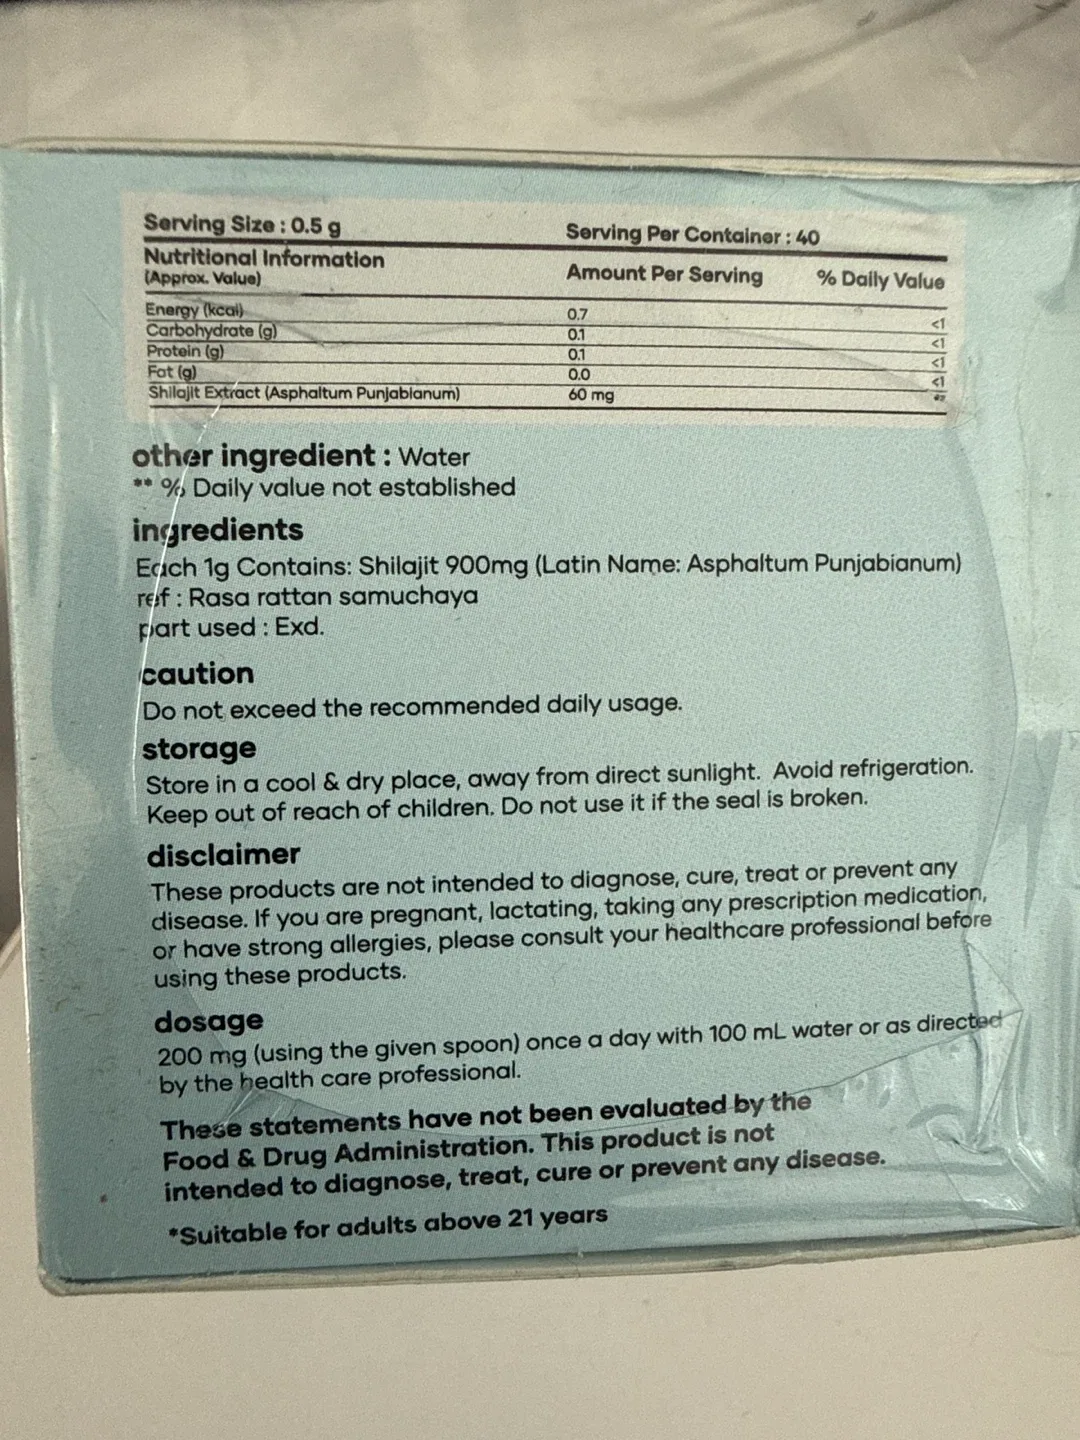 Serving Size : 0.5 g
Serving Per Container : 40
Nutritional Information
(Approx. Value)
Amount Per Serving
% Daily Value
Energy (kcal) 0.7 <1
Carbohydrate (g) 0.1 <1
Protein (g) 0.1 <1
Fat (g) 0.0 <1
Shilajit Extract (Asphaltum Punjabianum) 60 mg **
other ingredient : Water
** % Daily value not established
ingredients
Each 1g Contains: Shilajit 900mg (Latin Name: Asphaltum Punjabianum)
ref : Rasa rattan samuchaya
part used : Exd.
caution
Do not exceed the recommended daily usage.
storage
Store in a cool & dry place, away from direct sunlight. Avoid refrigeration.
Keep out of reach of children. Do not use it if the seal is broken.
disclaimer
These products are not intended to diagnose, cure, treat or prevent any
disease. If you are pregnant, lactating, taking any prescription medication,
or have strong allergies, please consult your healthcare professional before
using these products.
dosage
200 mg (using the given spoon) once a day with 100 mL water or as directed
by the health care professional.
These statements have not been evaluated by the
Food & Drug Administration. This product is not
intended to diagnose, treat, cure or prevent any disease.
*Suitable for adults above 21 years